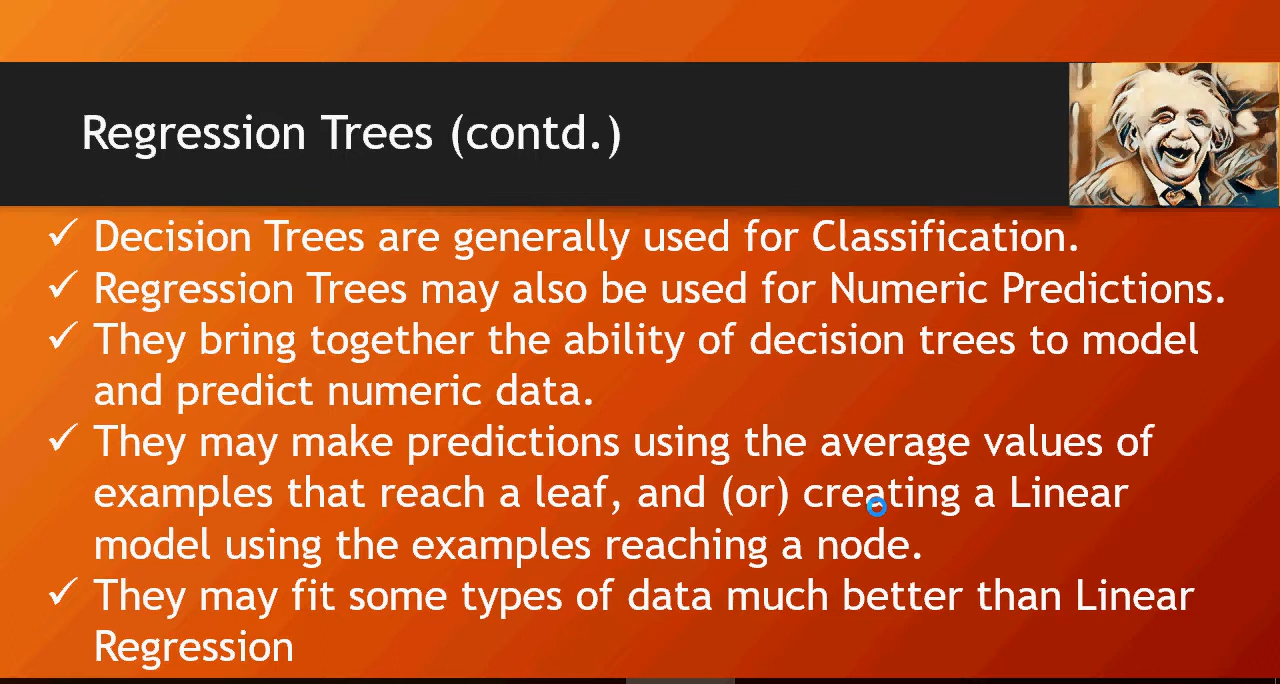 Regression Trees (contd.)
✓ Decision Trees are generally used for Classification.
✓ Regression Trees may also be used for Numeric Predictions.
✓ They bring together the ability of decision trees to model
and predict numeric data.
✓ They may make predictions using the average values of
examples that reach a leaf, and (or) creating a Linear
model using the examples reaching a node.
✓ They may fit some types of data much better than Linear
Regression